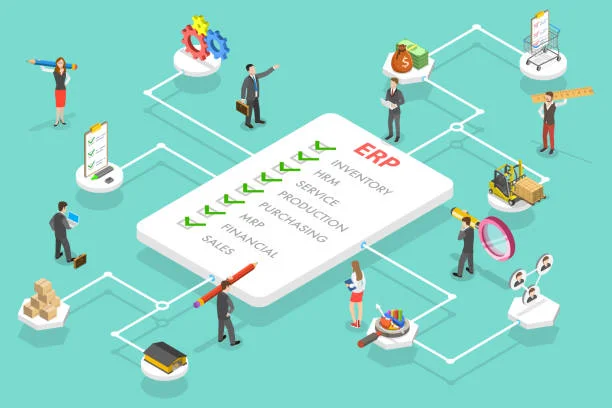 ERP
INVENTORY
HRM
SERVICE
PRODUCTION
PURCHASING
MRP
FINANCIAL
SALES
$